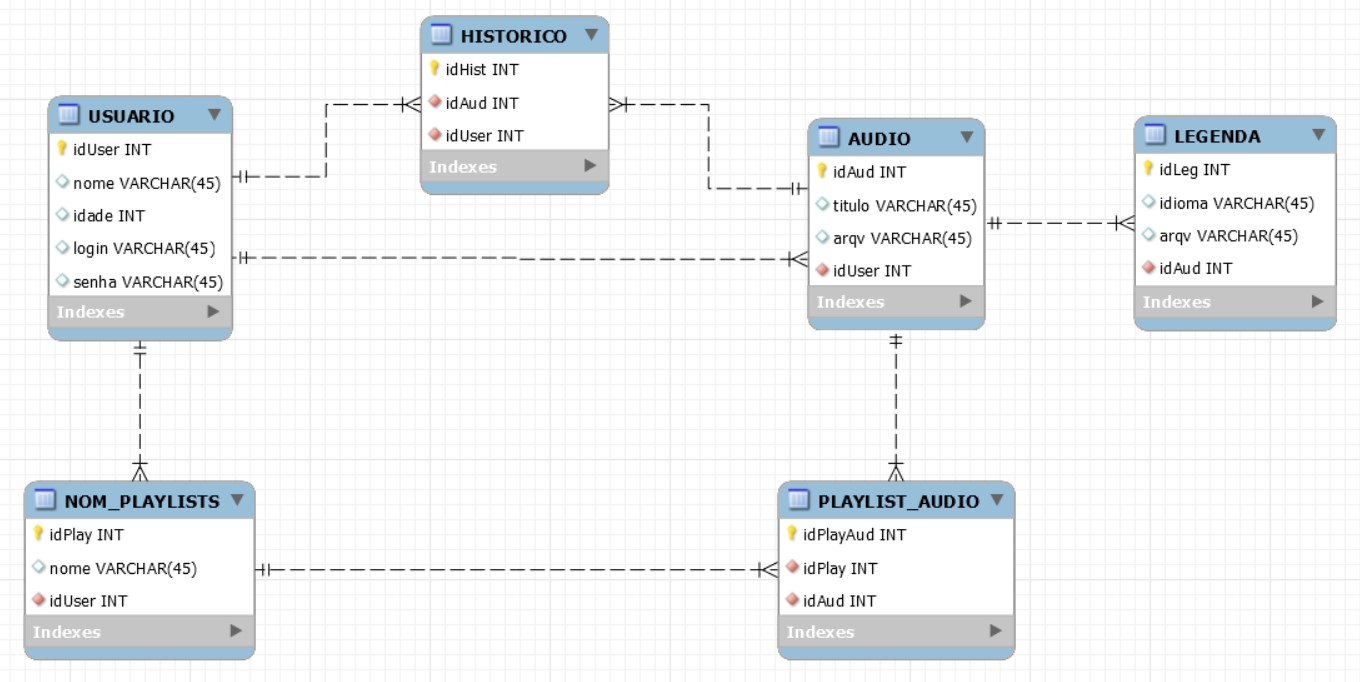 HISTORICO
idHist INT
idAud INT
idUser INT
Indexes
USUARIO
idUser INT
nome VARCHAR(45)
idade INT
login VARCHAR(45)
senha VARCHAR(45)
Indexes
AUDIO
idAud INT
titulo VARCHAR(45)
arqv VARCHAR(45)
idUser INT
Indexes
LEGENDA
idLeg INT
idioma VARCHAR(45)
arqv VARCHAR(45)
idAud INT
Indexes
NOM_PLAYLISTS
idPlay INT
nome VARCHAR(45)
idUser INT
Indexes
PLAYLIST_AUDIO
idPlayAud INT
idPlay INT
idAud INT
Indexes